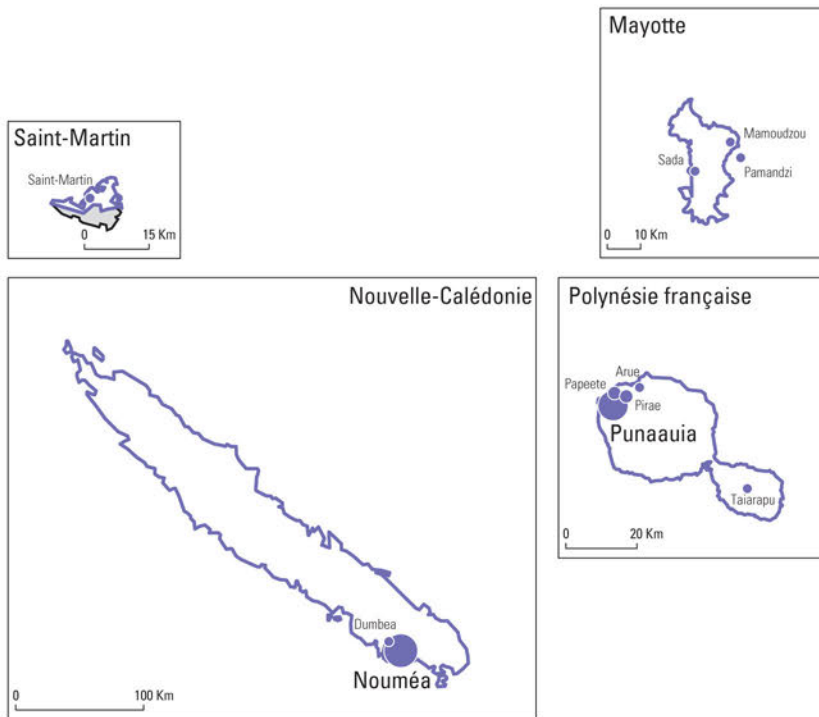 Mayotte
Mamoudzou
Sada
Pamandzi
0 10 Km
Saint-Martin
Saint-Martin
0 15 Km
Nouvelle-Calédonie
Dumbea
Nouméa
0 100 Km
Polynésie française
Arue
Papeete
Pirae
Punaauia
Taiarapu
0 20 Km